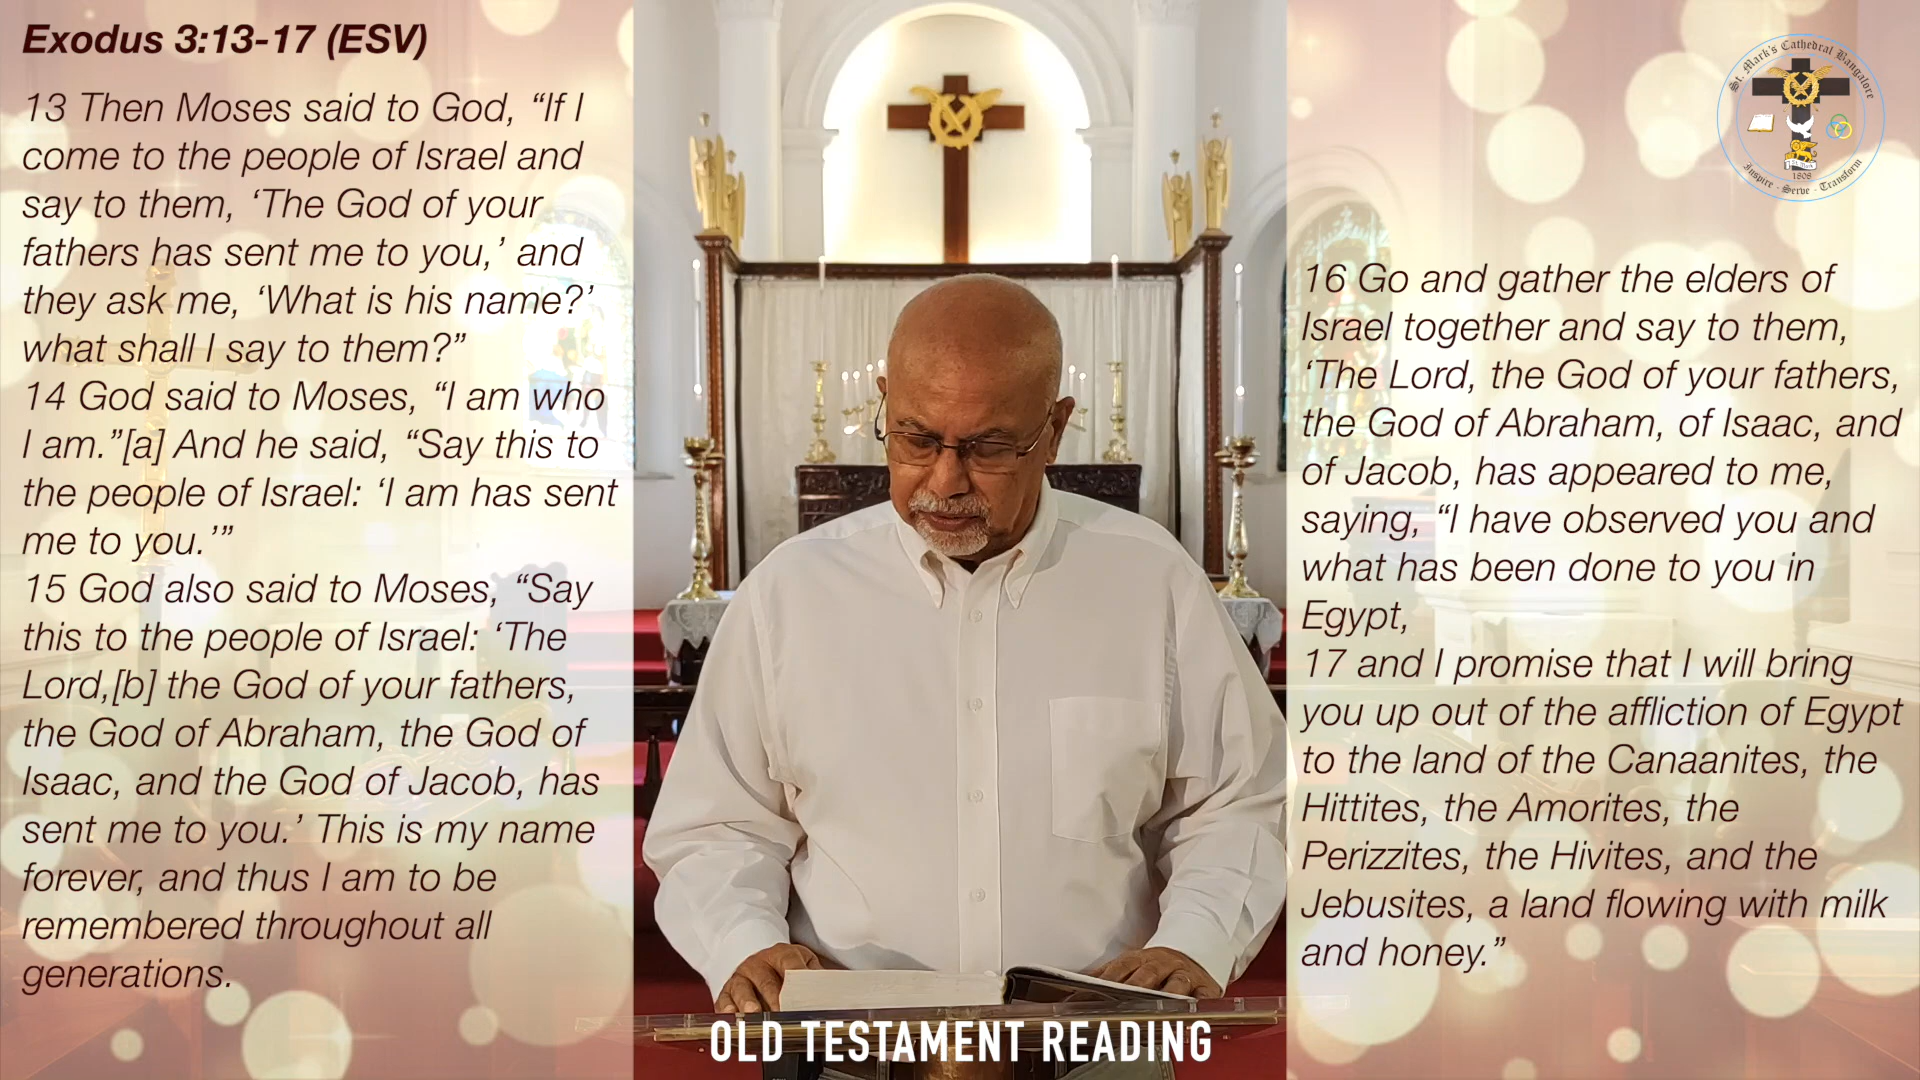 Exodus 3:13-17 (ESV)
13 Then Moses said to God, “If I
come to the people of Israel and
say to them, ‘The God of your
fathers has sent me to you,’ and
they ask me, ‘What is his name?’
what shall I say to them?”
14 God said to Moses, “I am who
I am.”[a] And he said, “Say this to
the people of Israel: ‘I am has sent
me to you.’”
15 God also said to Moses, “Say
this to the people of Israel: ‘The
Lord,[b] the God of your fathers,
the God of Abraham, the God of
Isaac, and the God of Jacob, has
sent me to you.’ This is my name
forever, and thus I am to be
remembered throughout all
generations.
St. Mark's Cathedral Bangalore
1808
Inspire - Serve - Transform
16 Go and gather the elders of
Israel together and say to them,
‘The Lord, the God of your fathers,
the God of Abraham, of Isaac, and
of Jacob, has appeared to me,
saying, “I have observed you and
what has been done to you in
Egypt,
17 and I promise that I will bring
you up out of the affliction of Egypt
to the land of the Canaanites, the
Hittites, the Amorites, the
Perizzites, the Hivites, and the
Jebusites, a land flowing with milk
and honey.”
OLD TESTAMENT READING